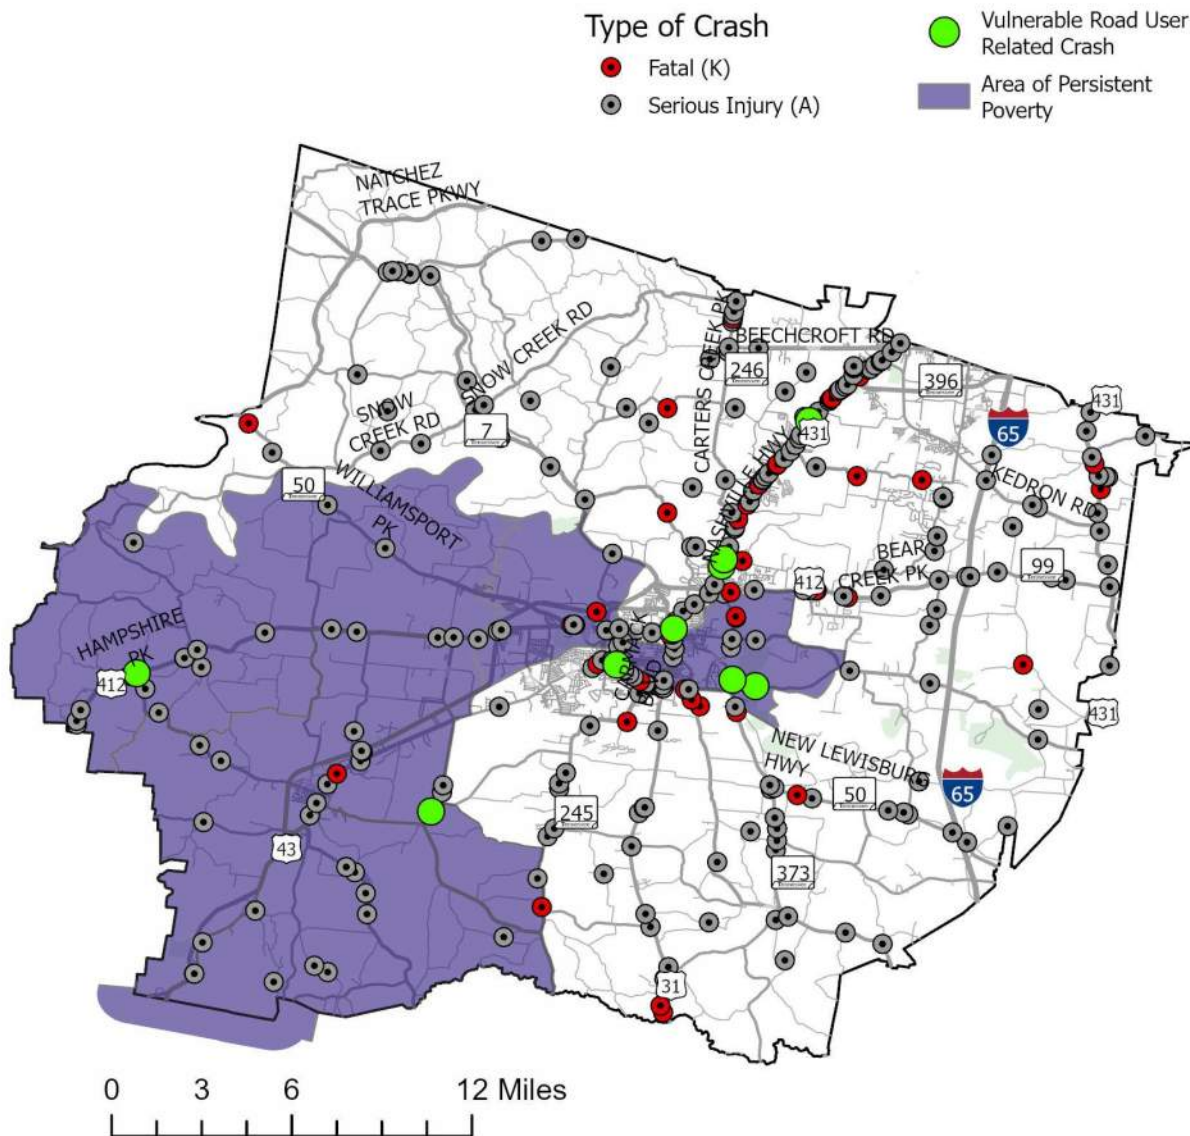 Type of Crash
Fatal (K)
Serious Injury (A)
Vulnerable Road User
Related Crash
Area of Persistent
Poverty
NATCHEZ
TRACE PKWY
SNOW CREEK RD
SNOW
CREEK RD
7
50
WILLIAMSPORT
PK
HAMPSHIRE
PK
412
43
CARTERS CREEK PK
BEECHCROFT RD
246
396
431
65
431
NASHVILLE HWY
KEDRON RD
BEAR
CREEK PK
412
99
431
NEW LEWISBURG
HWY
50
65
245
373
31
0
3
6
12 Miles